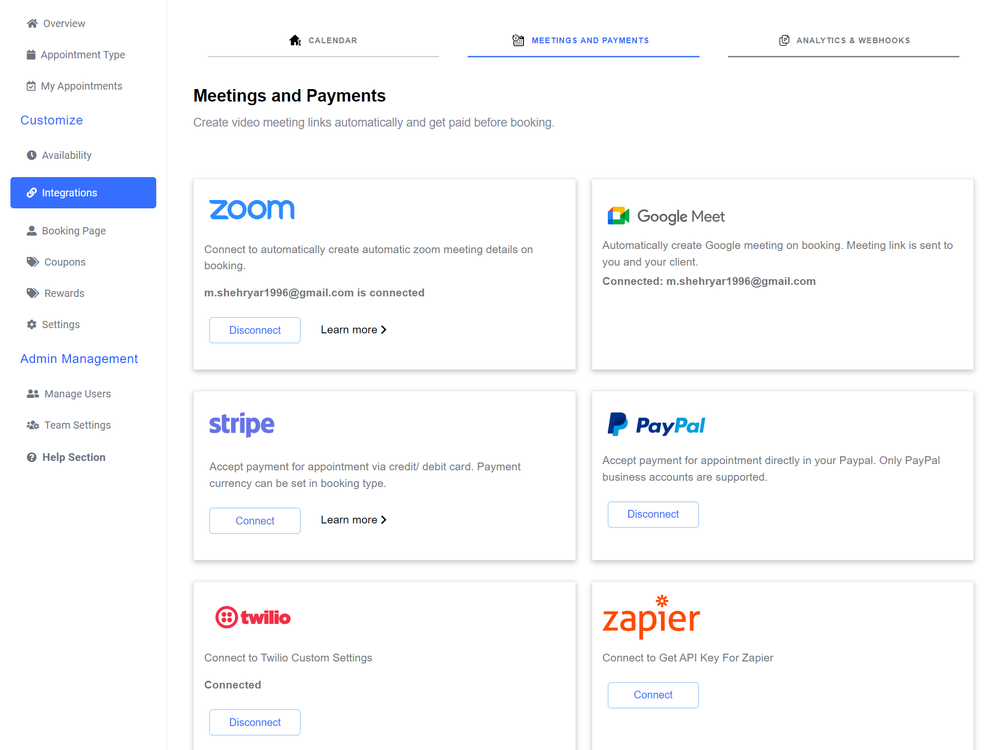 Overview
Appointment Type
My Appointments
Customize
Availability
Integrations
Booking Page
Coupons
Rewards
Settings
Admin Management
Manage Users
Team Settings
Help Section
CALENDAR
MEETINGS AND PAYMENTS
ANALYTICS & WEBHOOKS
Meetings and Payments
Create video meeting links automatically and get paid before booking.
zoom
Connect to automatically create automatic zoom meeting details on
booking.
m.shehryar1996@gmail.com is connected
Disconnect
Learn more
Google Meet
Automatically create Google meeting on booking. Meeting link is sent to
you and your client.
Connected: m.shehryar1996@gmail.com
stripe
Accept payment for appointment via credit/ debit card. Payment
currency can be set in booking type.
Connect
Learn more
PayPal
Accept payment for appointment directly in your Paypal. Only PayPal
business accounts are supported.
Disconnect
twilio
Connect to Twilio Custom Settings
Connected
Disconnect
zapier
Connect to Get API Key For Zapier
Connect